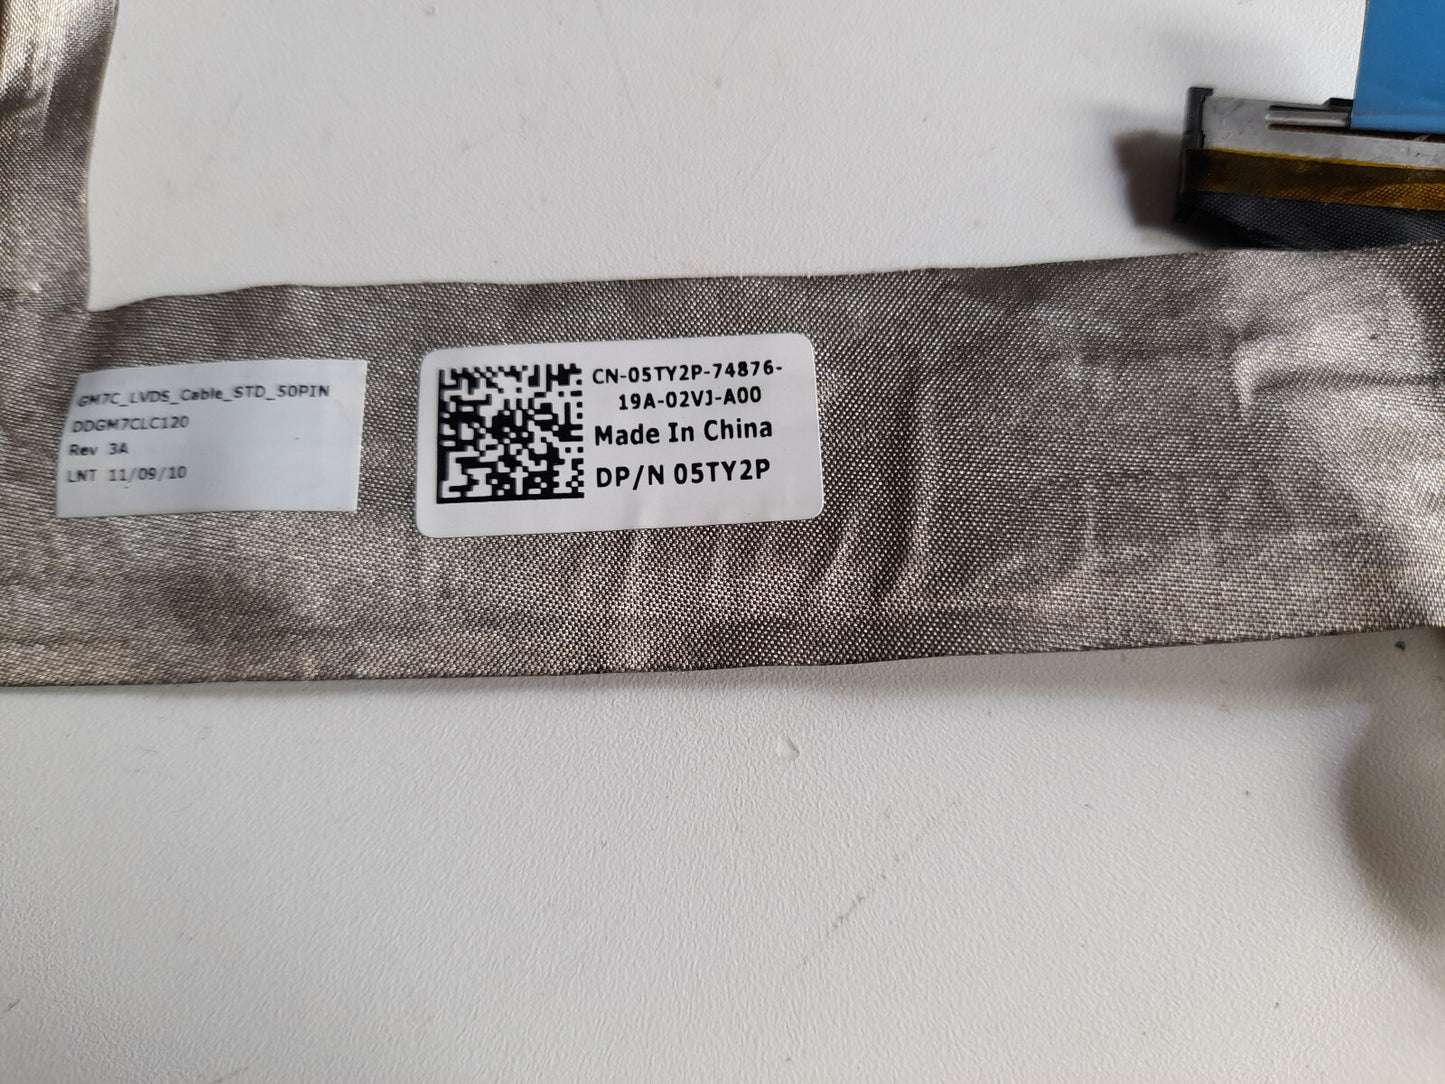 GM7C_LVDS_Cable_STD_50PIN
DDGM7CLC120
Rev 3A
LNT 11/09/10
CN-05TY2P-74876-
19A-02VJ-A00
Made In China
DP/N 05TY2P